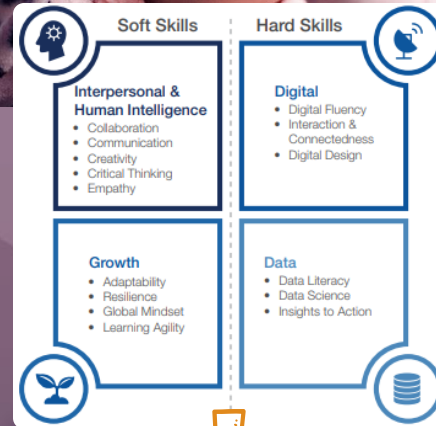 Soft Skills
Hard Skills
Interpersonal &
Human Intelligence
• Collaboration
• Communication
• Creativity
• Critical Thinking
• Empathy
Digital
• Digital Fluency
• Interaction &
Connectedness
• Digital Design
Growth
• Adaptability
• Resilience
• Global Mindset
• Learning Agility
Data
• Data Literacy
• Data Science
• Insights to Action